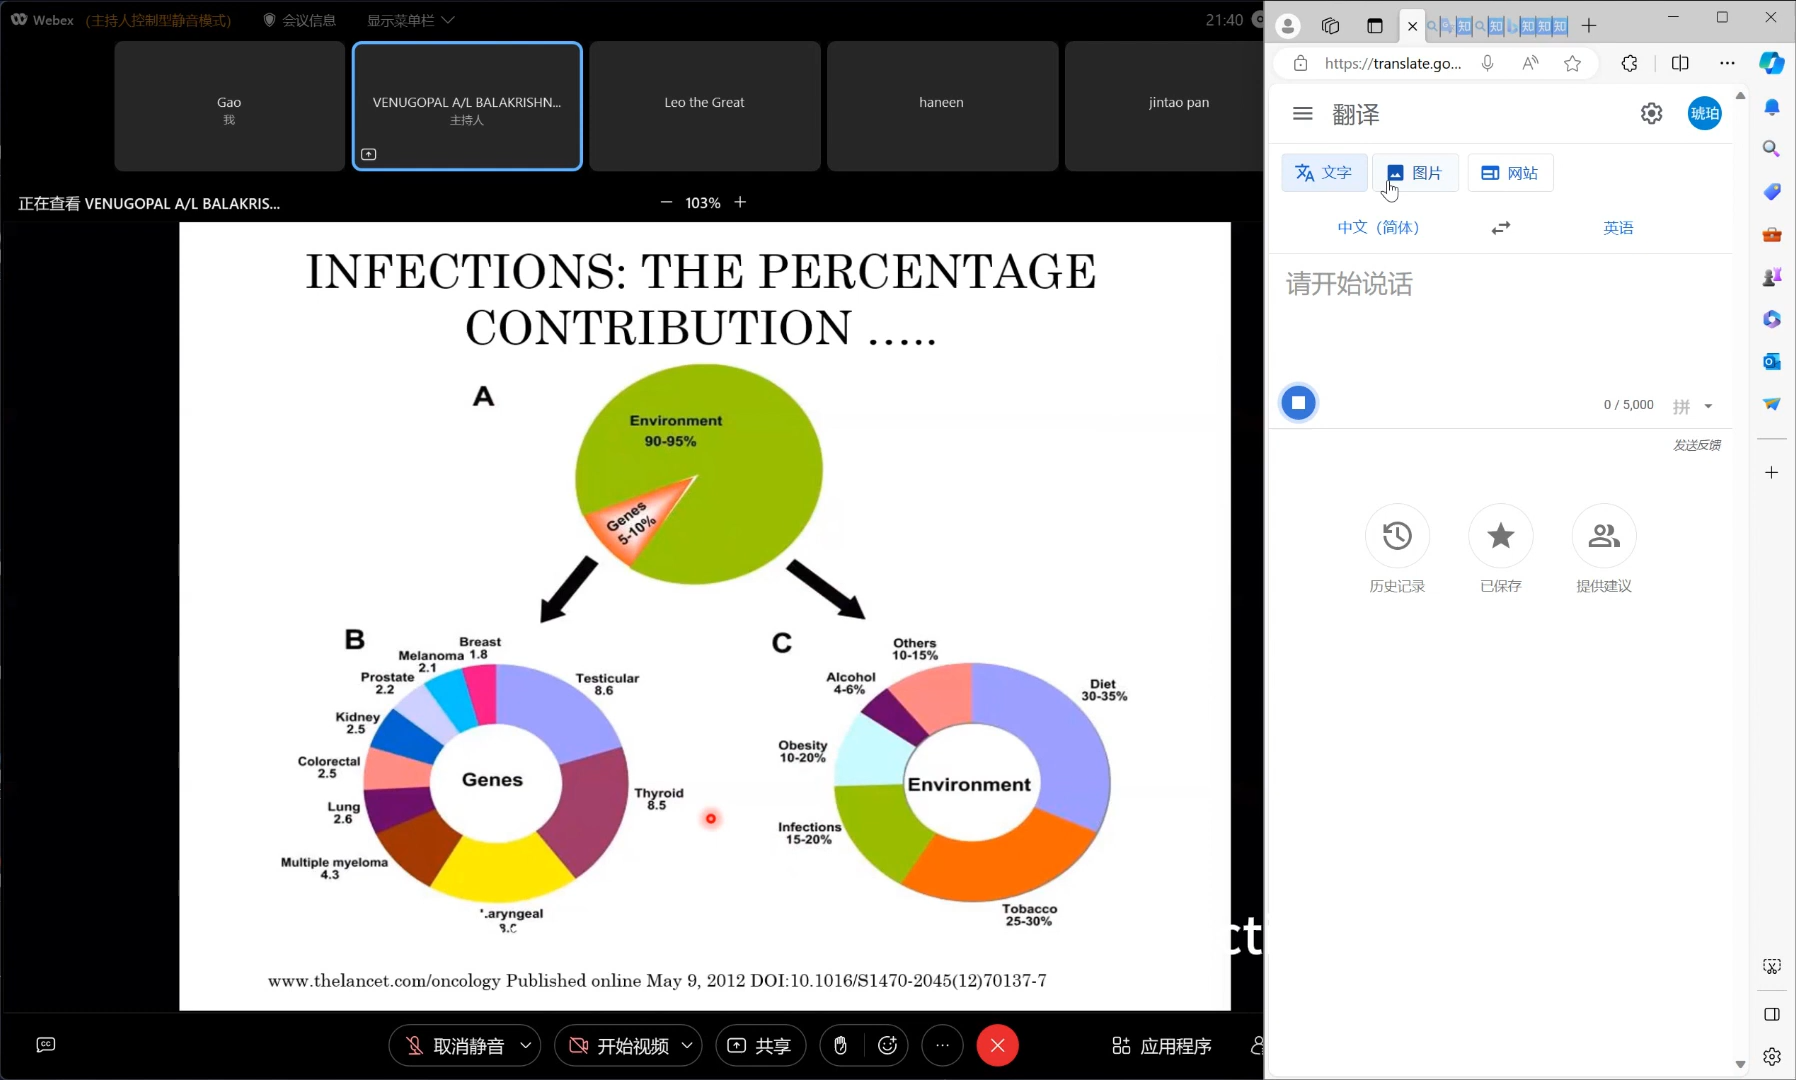 Webex
(主持人控制型静音模式)
会议信息
显示菜单栏
21:40
Gao
我
VENUGOPAL A/L BALAKRISHN...
主持人
Leo the Great
haneen
jintao pan
正在查看 VENUGOPAL A/L BALAKRIS...
103%
INFECTIONS: THE PERCENTAGE
CONTRIBUTION .....
A
Environment
90-95%
Genes
5-10%
B
Breast
1.8
Melanoma
2.1
Prostate
2.2
Kidney
2.5
Colorectal
2.5
Lung
2.6
Multiple myeloma
4.3
Testicular
8.6
Thyroid
8.5
Genes
C
Others
10-15%
Alcohol
4-6%
Obesity
10-20%
Infections
15-20%
Diet
30-35%
Tobacco
25-30%
Environment
www.thelancet.com/oncology Published online May 9, 2012 DOI:10.1016/S1470-2045(12)70137-7
取消静音
开始视频
共享
应用程序
知
知
知
知
知
https://translate.go...
翻译
琥珀
文字
图片
网站
中文（简体）
英语
请开始说话
0 / 5,000
拼
发送反馈
历史记录
已保存
提供建议